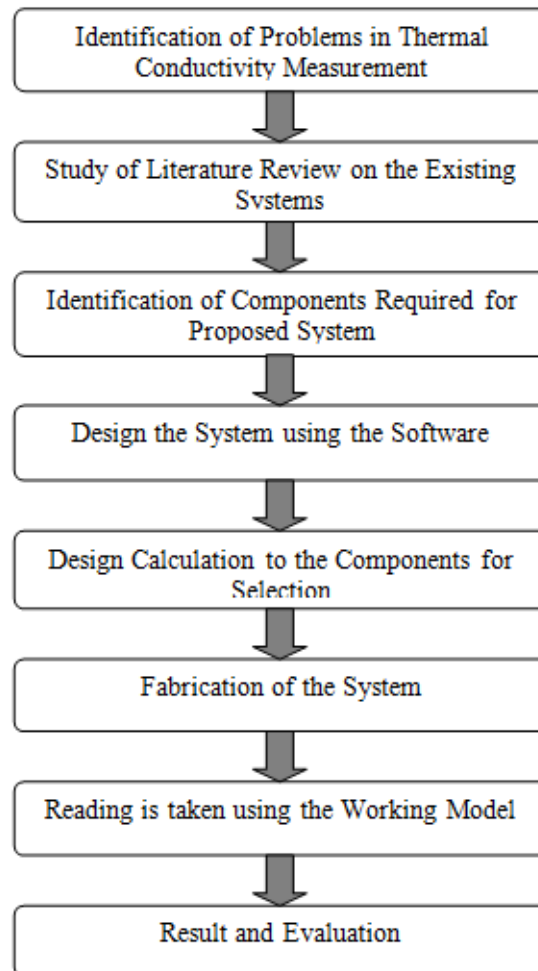 Identification of Problems in Thermal
Conductivity Measurement
Study of Literature Review on the Existing
Systems
Identification of Components Required for
Proposed System
Design the System using the Software
Design Calculation to the Components for
Selection
Fabrication of the System
Reading is taken using the Working Model
Result and Evaluation